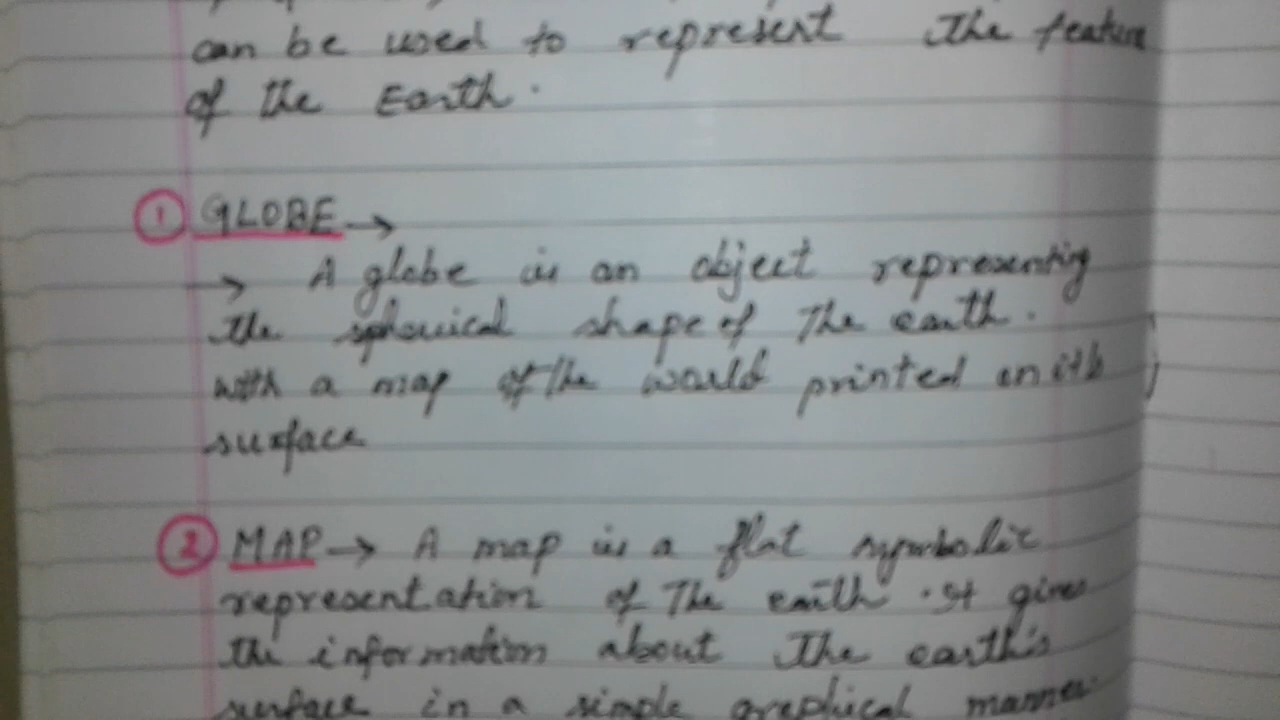 can be used to represent The feature
of the Earth.
① GLOBE →
→ A globe is an object representing
the spherical shape of The earth.
with a map of the world printed on its
surface
② MAP → A map is a flat symbolic
representation of The earth. It gives
the information about The earth's
surface in a simple graphical manner.